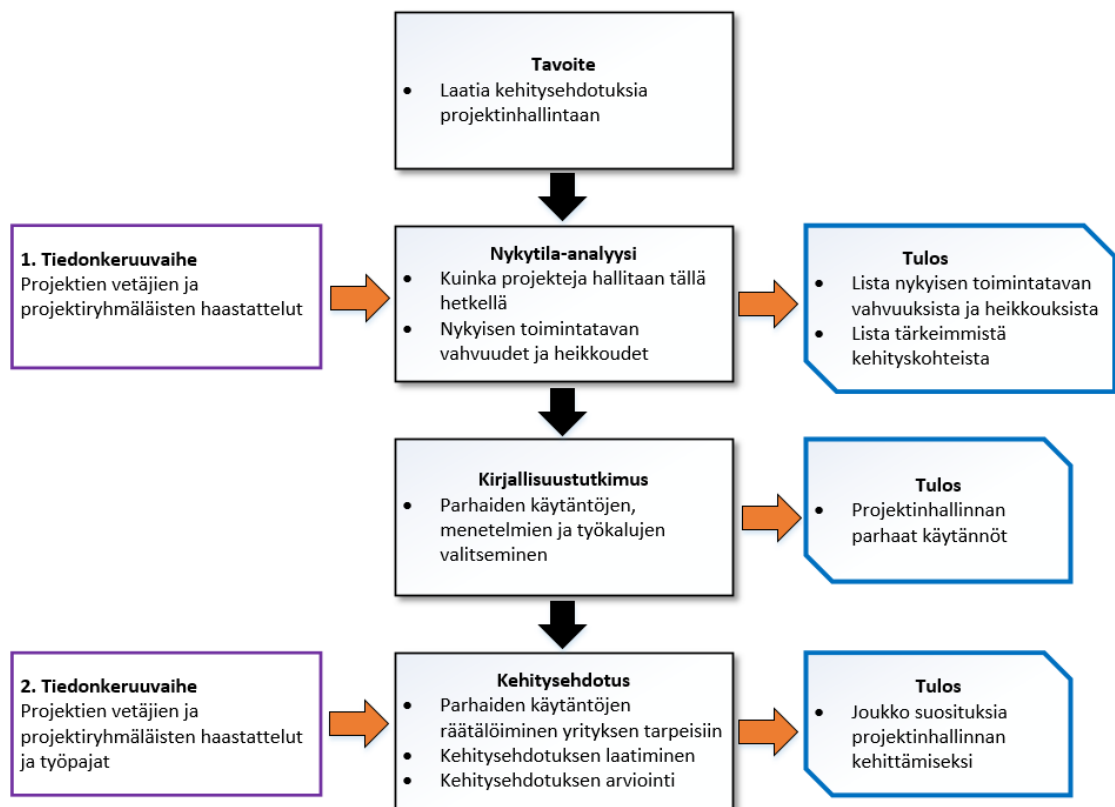 Tavoite
• Laatia kehitysehdotuksia
projektinhallintaan
1. Tiedonkeruuvaihe
Projektien vetäjien ja
projektiryhmäläisten haastattelut
Nykytila-analyysi
• Kuinka projekteja hallitaan tällä
hetkellä
• Nykyisen toimintatavan
vahvuudet ja heikkoudet
Tulos
• Lista nykyisen toimintatavan
vahvuuksista ja heikkouksista
• Lista tärkeimmistä
kehityskohteista
Kirjallisuustutkimus
• Parhaiden käytäntöjen,
menetelmien ja työkalujen
valitseminen
Tulos
• Projektinhallinnan
parhaat käytännöt
2. Tiedonkeruuvaihe
Projektien vetäjien ja
projektiryhmäläisten haastattelut
ja työpajat
Kehitysehdotus
• Parhaiden käytäntöjen
räätälöiminen yrityksen tarpeisiin
• Kehitysehdotuksen laatiminen
• Kehitysehdotuksen arviointi
Tulos
• Joukko suosituksia
projektinhallinnan
kehittämiseksi